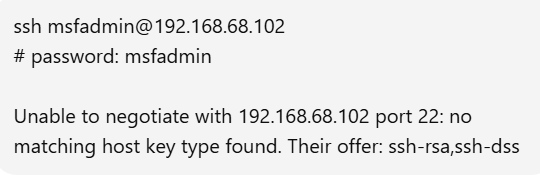 ssh msfadmin@192.168.68.102
# password: msfadmin
Unable to negotiate with 192.168.68.102 port 22: no
matching host key type found. Their offer: ssh-rsa,ssh-dss